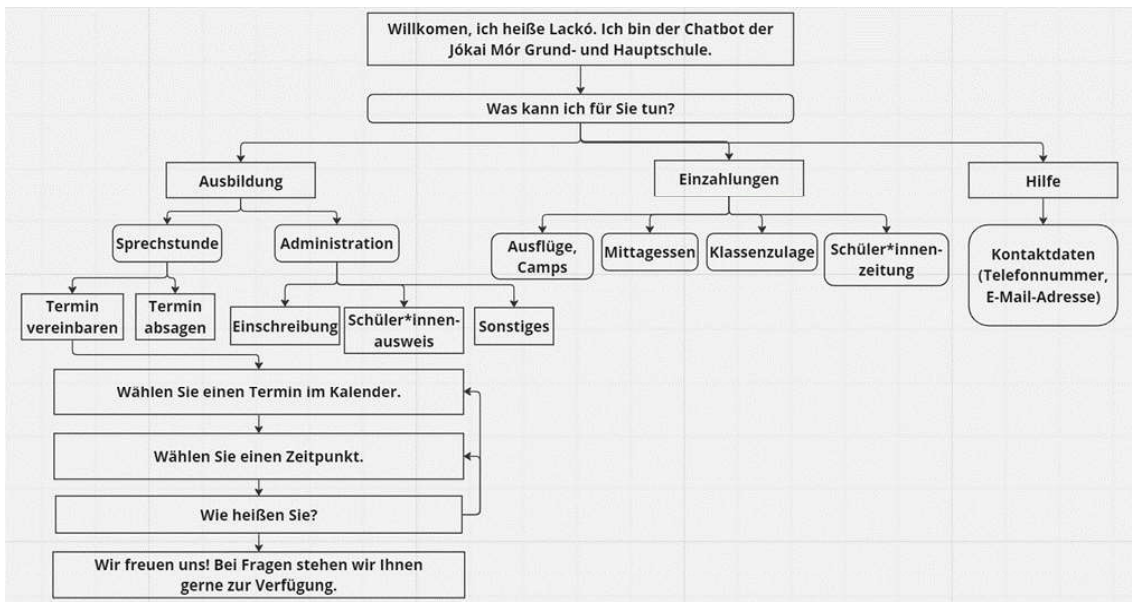 Willkommen, ich heiße Lackó. Ich bin der Chatbot der
Jókai Mór Grund- und Hauptschule.
Was kann ich für Sie tun?
Ausbildung
Einzahlungen
Hilfe
Sprechstunde
Administration
Ausflüge,
Camps
Mittagessen
Klassenzulage
Schüler*innen-
zeitung
Kontaktdaten
(Telefonnummer,
E-Mail-Adresse)
Termin
vereinbaren
Termin
absagen
Einschreibung
Schüler*innen-
ausweis
Sonstiges
Wählen Sie einen Termin im Kalender.
Wählen Sie einen Zeitpunkt.
Wie heißen Sie?
Wir freuen uns! Bei Fragen stehen wir Ihnen
gerne zur Verfügung.